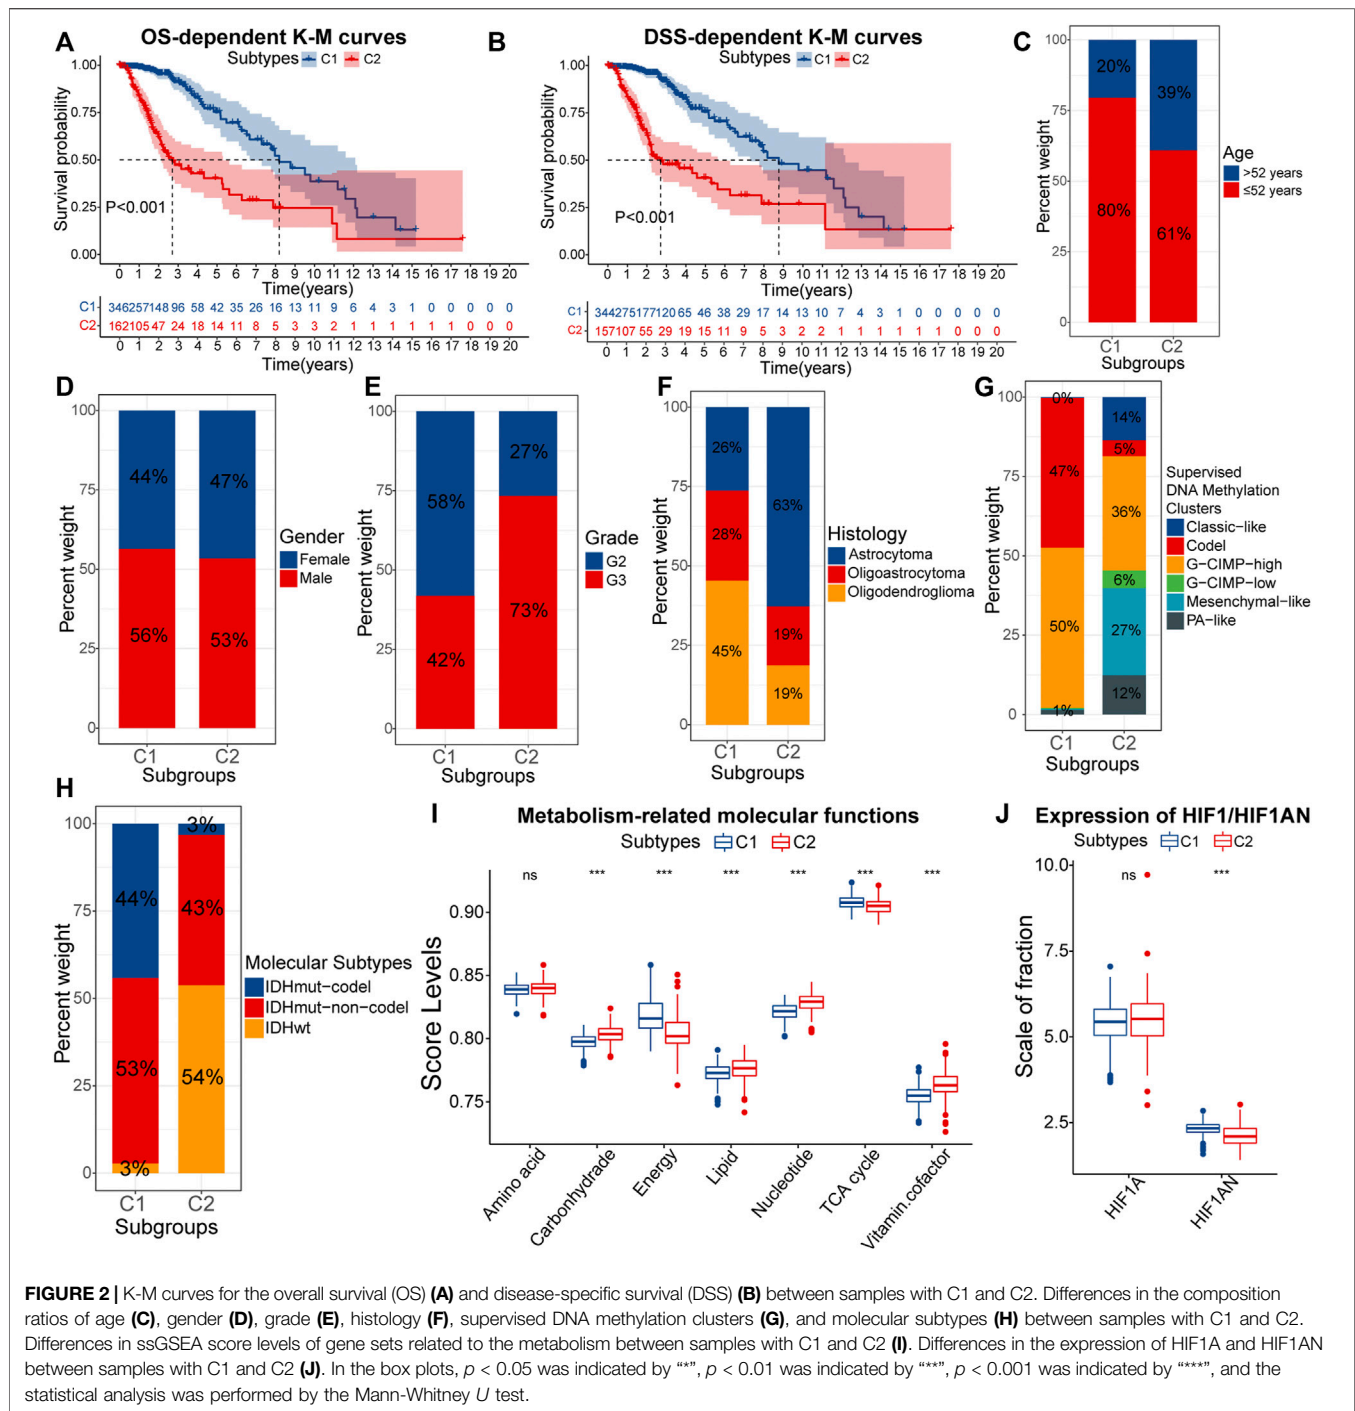 A OS-dependent K-M curves
Subtypes C1 C2
Survival probability
1.00
0.75
0.50
0.25
0.00
P<0.001
0 1 2 3 4 5 6 7 8 9 10 11 12 13 14 15 16 17 18 19 20
Time(years)
C1 346 257 148 96 58 42 35 26 16 13 11 9 6 4 3 1 0 0 0 0 0
C2 162 105 47 24 18 14 11 8 5 3 3 2 1 1 1 1 1 1 0 0 0
0 1 2 3 4 5 6 7 8 9 10 11 12 13 14 15 16 17 18 19 20
Time(years)
B DSS-dependent K-M curves
Subtypes C1 C2
Survival probability
1.00
0.75
0.50
0.25
0.00
P<0.001
0 1 2 3 4 5 6 7 8 9 10 11 12 13 14 15 16 17 18 19 20
Time(years)
C1 344 275 177 120 65 46 38 29 17 14 13 10 7 4 3 1 0 0 0 0 0
C2 157 107 55 29 19 15 11 9 5 3 2 2 1 1 1 1 1 1 0 0 0
0 1 2 3 4 5 6 7 8 9 10 11 12 13 14 15 16 17 18 19 20
Time(years)
C
Percent weight
100
75
50
25
0
20%
80%
39%
61%
C1 C2
Subgroups
Age
>52 years
≤52 years
D
Percent weight
100
75
50
25
0
44%
56%
47%
53%
C1 C2
Subgroups
Gender
Female
Male
E
Percent weight
100
75
50
25
0
58%
42%
27%
73%
C1 C2
Subgroups
Grade
G2
G3
F
Percent weight
100
75
50
25
0
26%
28%
45%
63%
19%
19%
C1 C2
Subgroups
Histology
Astrocytoma
Oligoastrocytoma
Oligodendroglioma
G
Percent weight
100
75
50
25
0
0%
47%
50%
1%
14%
5%
36%
6%
27%
12%
C1 C2
Subgroups
Supervised
DNA Methylation
Clusters
Classic-like
Codel
G-CIMP-high
G-CIMP-low
Mesenchymal-like
PA-like
H
Percent weight
100
75
50
25
0
44%
53%
3%
3%
43%
54%
C1 C2
Subgroups
Molecular Subtypes
IDHmut-codel
IDHmut-non-codel
IDHwt
I Metabolism-related molecular functions
Subtypes C1 C2
Score Levels
0.90
0.85
0.80
0.75
ns *** *** *** *** *** ***
Amino acid
Carbonhydrade
Energy
Lipid
Nucleotide
TCA cycle
Vitamin.cofactor
J Expression of HIF1/HIF1AN
Subtypes C1 C2
Scale of fraction
10.0
7.5
5.0
2.5
ns ***
HIF1A
HIF1AN
FIGURE 2 | K-M curves for the overall survival (OS) (A) and disease-specific survival (DSS) (B) between samples with C1 and C2. Differences in the composition
ratios of age (C), gender (D), grade (E), histology (F), supervised DNA methylation clusters (G), and molecular subtypes (H) between samples with C1 and C2.
Differences in ssGSEA score levels of gene sets related to the metabolism between samples with C1 and C2 (I). Differences in the expression of HIF1A and HIF1AN
between samples with C1 and C2 (J). In the box plots, p < 0.05 was indicated by “*”, p < 0.01 was indicated by “**”, p < 0.001 was indicated by “***”, and the
statistical analysis was performed by the Mann-Whitney U test.